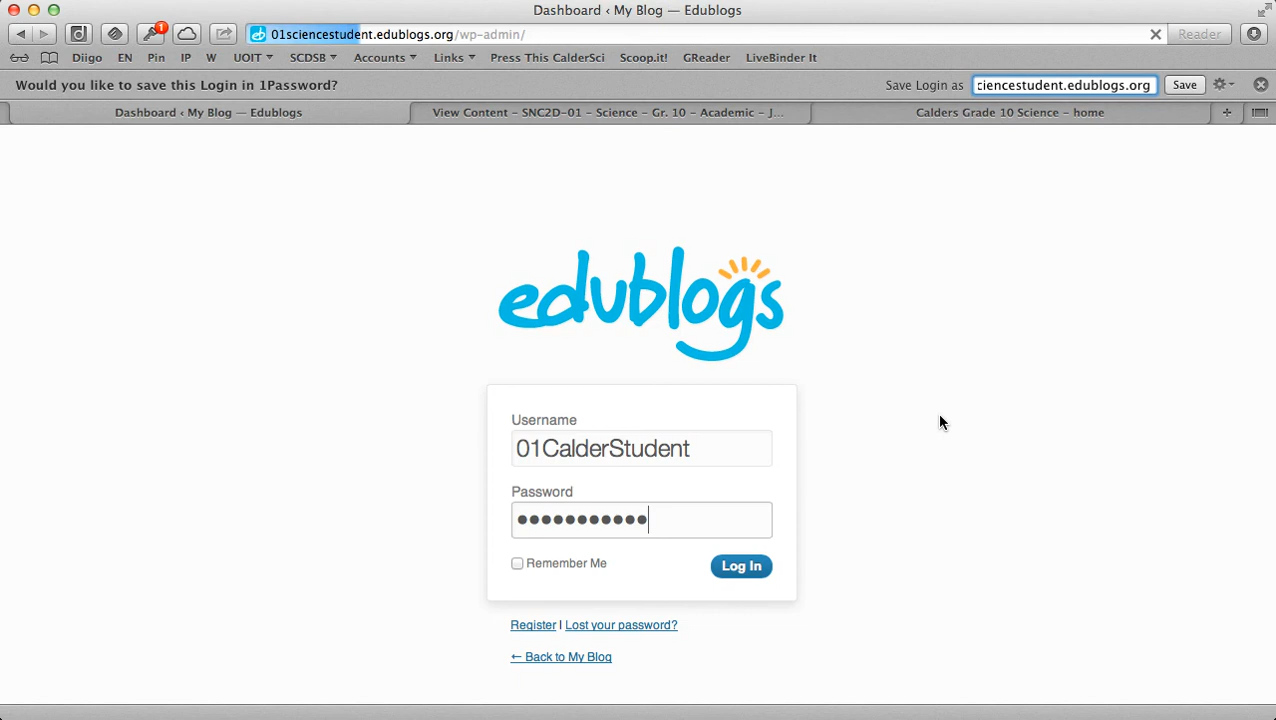 Dashboard ‹ My Blog — Edublogs
1
01sciencestudent.edublogs.org/wp-admin/
Reader
Diigo EN Pin IP W UOIT SCDSB Accounts Links Press This CalderSci Scoop.it! GReader LiveBinder It
Would you like to save this Login in 1Password? Save Login as ciencestudent.edublogs.org Save
Dashboard ‹ My Blog — Edublogs View Content – SNC2D-01 – Science – Gr. 10 – Academic – J... Calders Grade 10 Science – home
edublogs
Username
01CalderStudent
Password
Remember Me Log In
Register | Lost your password?
← Back to My Blog